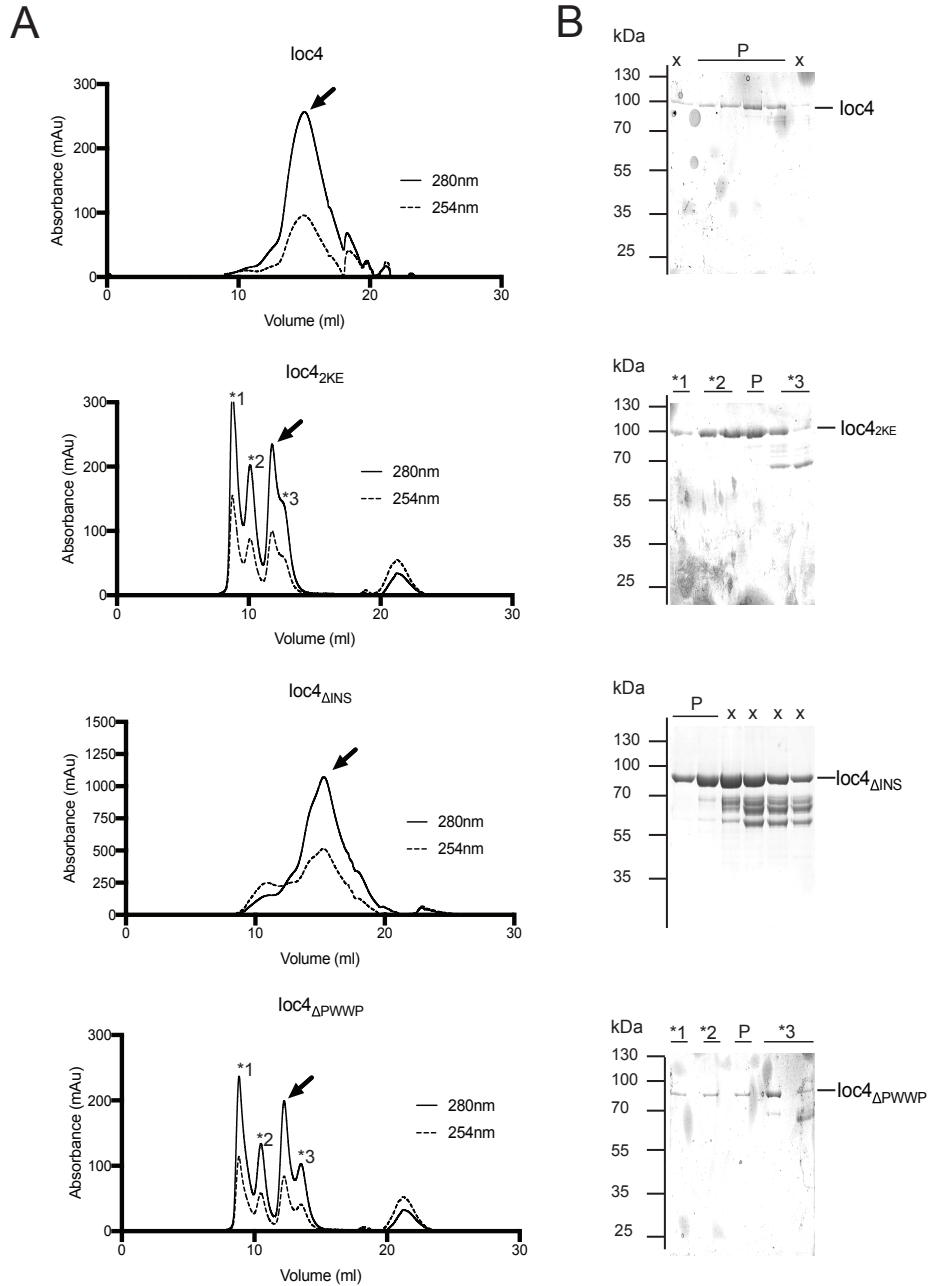 A
B
Ioc4
300
200
100
0
0
10
20
30
Absorbance (mAu)
Volume (ml)
280nm
254nm
kDa
x P x
130
100
70
55
35
25
Ioc4
Ioc42KE
300
200
100
0
0
10
20
30
Absorbance (mAu)
Volume (ml)
*1
*2
*3
280nm
254nm
kDa
*1 *2 P *3
130
100
70
55
35
25
Ioc42KE
Ioc4ΔINS
1500
1250
1000
750
500
250
0
0
10
20
30
Absorbance (mAu)
Volume (ml)
280nm
254nm
kDa
P x x x x
130
100
70
55
35
Ioc4ΔINS
Ioc4ΔPWWP
300
200
100
0
0
10
20
30
Absorbance (mAu)
Volume (ml)
*1
*2
*3
280nm
254nm
kDa
*1 *2 P *3
130
100
70
55
35
25
Ioc4ΔPWWP